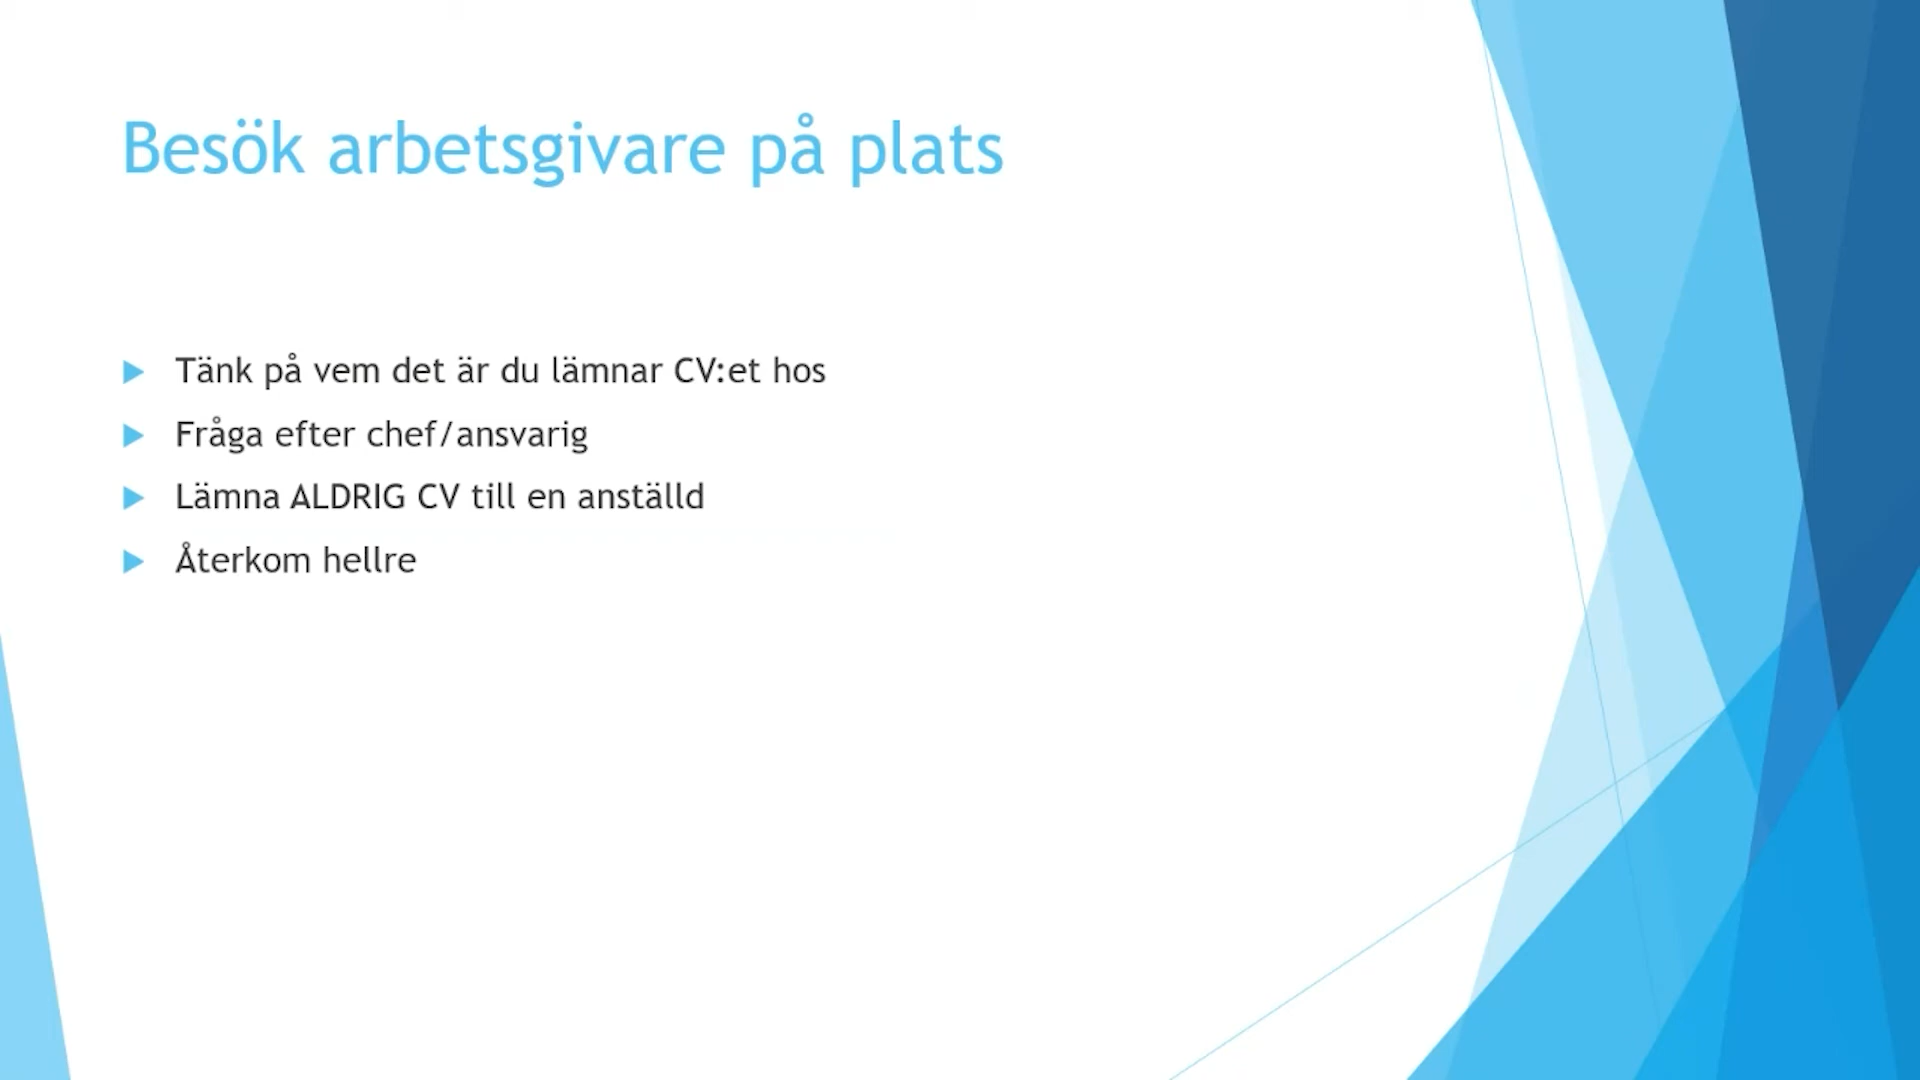 Besök arbetsgivare på plats
Tänk på vem det är du lämnar CV:et hos
Fråga efter chef/ansvarig
Lämna ALDRIG CV till en anställd
Återkom hellre